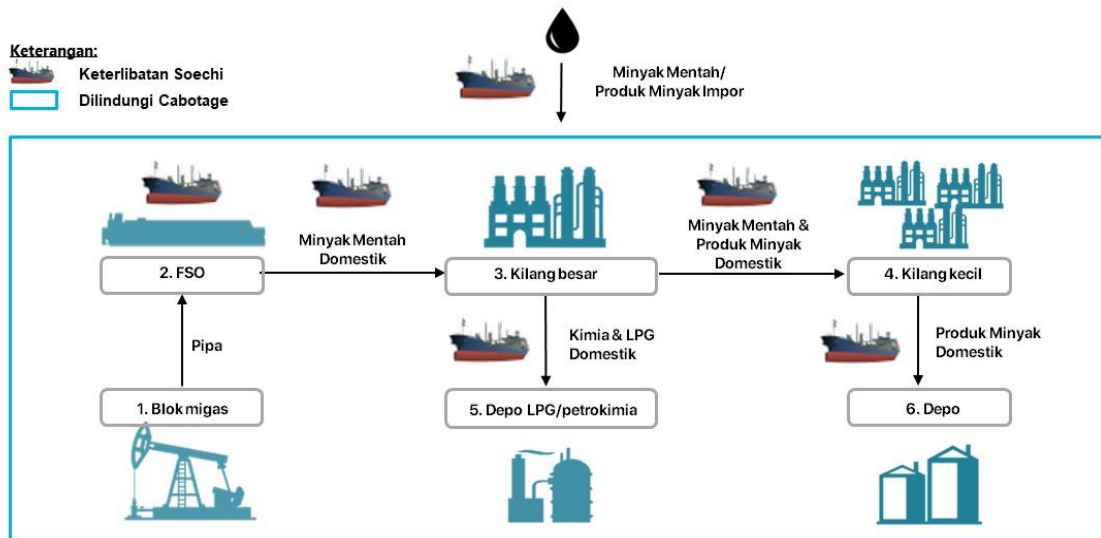 Keterangan:
Keterlibatan Soechi
Dilindungi Cabotage
Minyak Mentah/
Produk Minyak Impor
Minyak Mentah
Domestik
Minyak Mentah &
Produk Minyak
Domestik
2. FSO
3. Kilang besar
4. Kilang kecil
Pipa
Kimia & LPG
Domestik
Produk Minyak
Domestik
1. Blok migas
5. Depo LPG/petrokimia
6. Depo